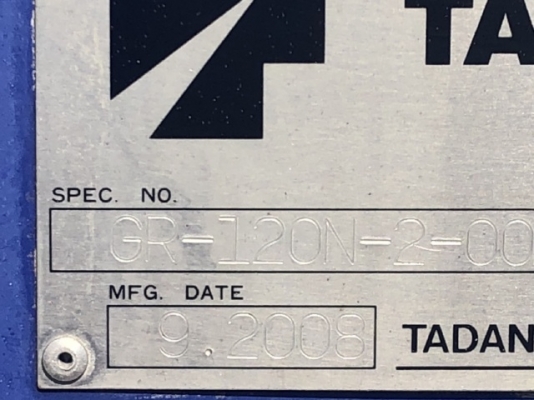 TA
SPEC. NO.
GR-120N-2-00
MFG. DATE
9.2008
TADAN